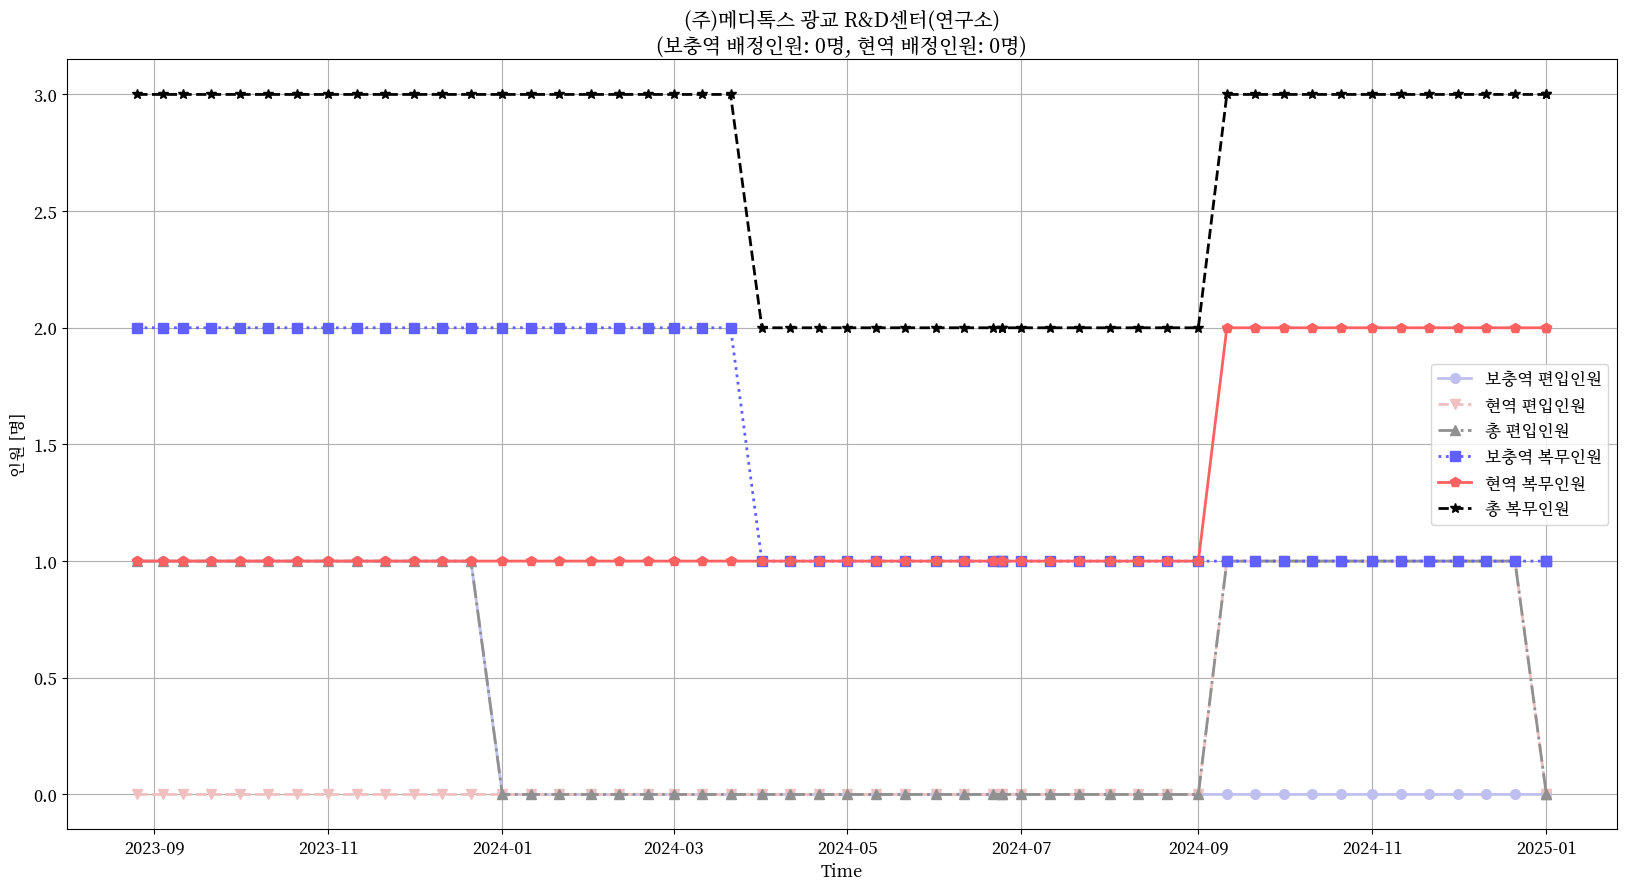 (주)메디톡스 광교 R&D센터(연구소)
(보충역 배정인원: 0명, 현역 배정인원: 0명)
인원 [명]
3.0
2.5
2.0
1.5
1.0
0.5
0.0
보충역 편입인원
현역 편입인원
총 편입인원
보충역 복무인원
현역 복무인원
총 복무인원
2023-09
2023-11
2024-01
2024-03
2024-05
2024-07
2024-09
2024-11
2025-01
Time